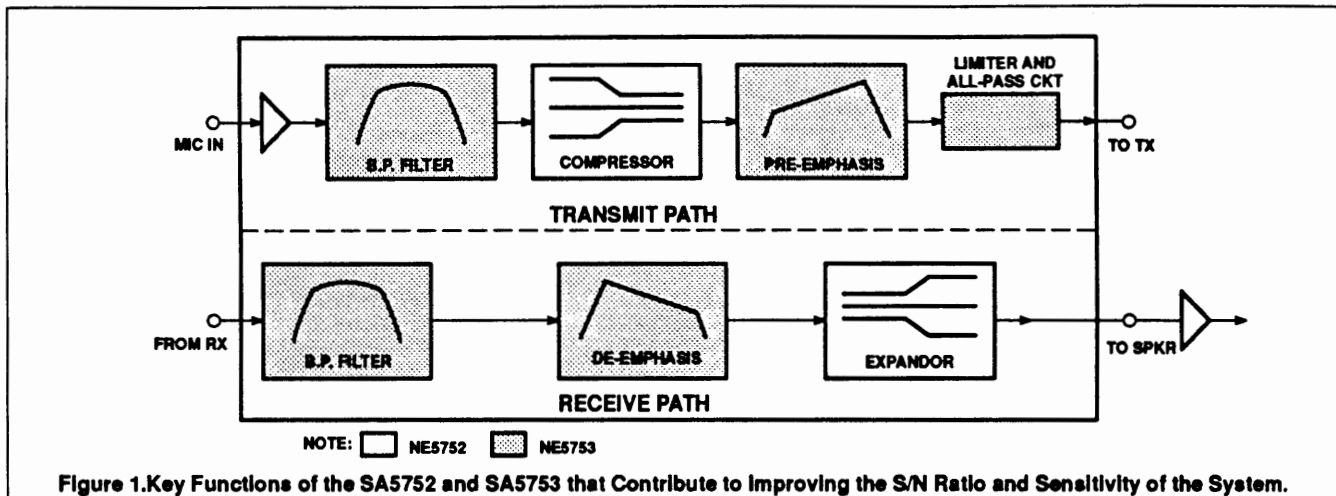 LIMITER AND
ALL-PASS CKT
MIC IN
B.P. FILTER
COMPRESSOR
PRE-EMPHASIS
TO TX
TRANSMIT PATH
FROM RX
B.P. FILTER
DE-EMPHASIS
EXPANDOR
TO SPKR
RECEIVE PATH
NOTE: NE5752 NE5753
Figure 1.Key Functions of the SA5752 and SA5753 that Contribute to Improving the S/N Ratio and Sensitivity of the System.